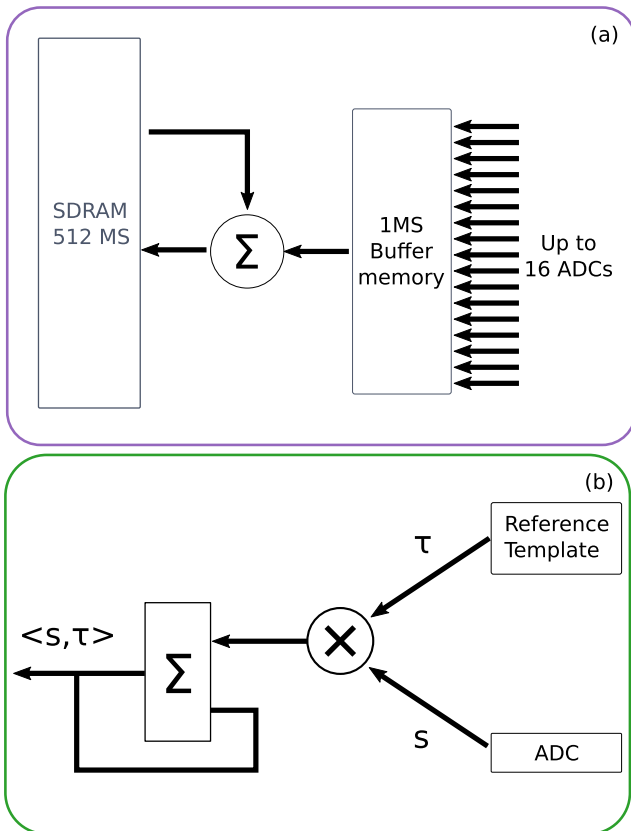 (a)
SDRAM
512 MS
Σ
1MS
Buffer
memory
Up to
16 ADCs
(b)
Reference
Template
τ
<s,τ>
Σ
×
s
ADC